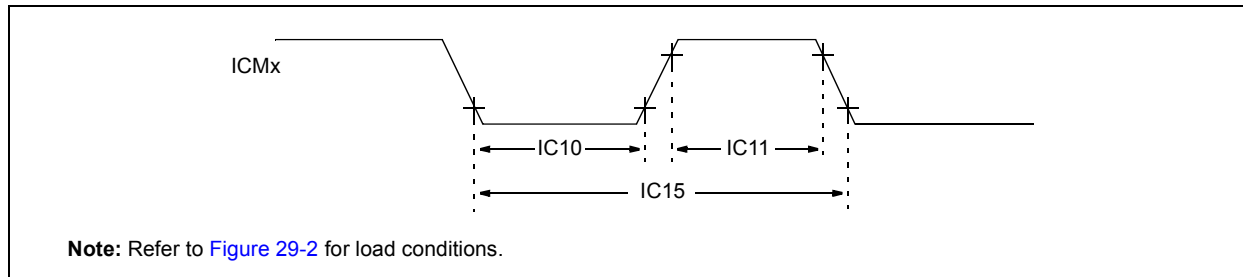 ICMx
IC10
IC11
IC15
Note: Refer to Figure 29-2 for load conditions.